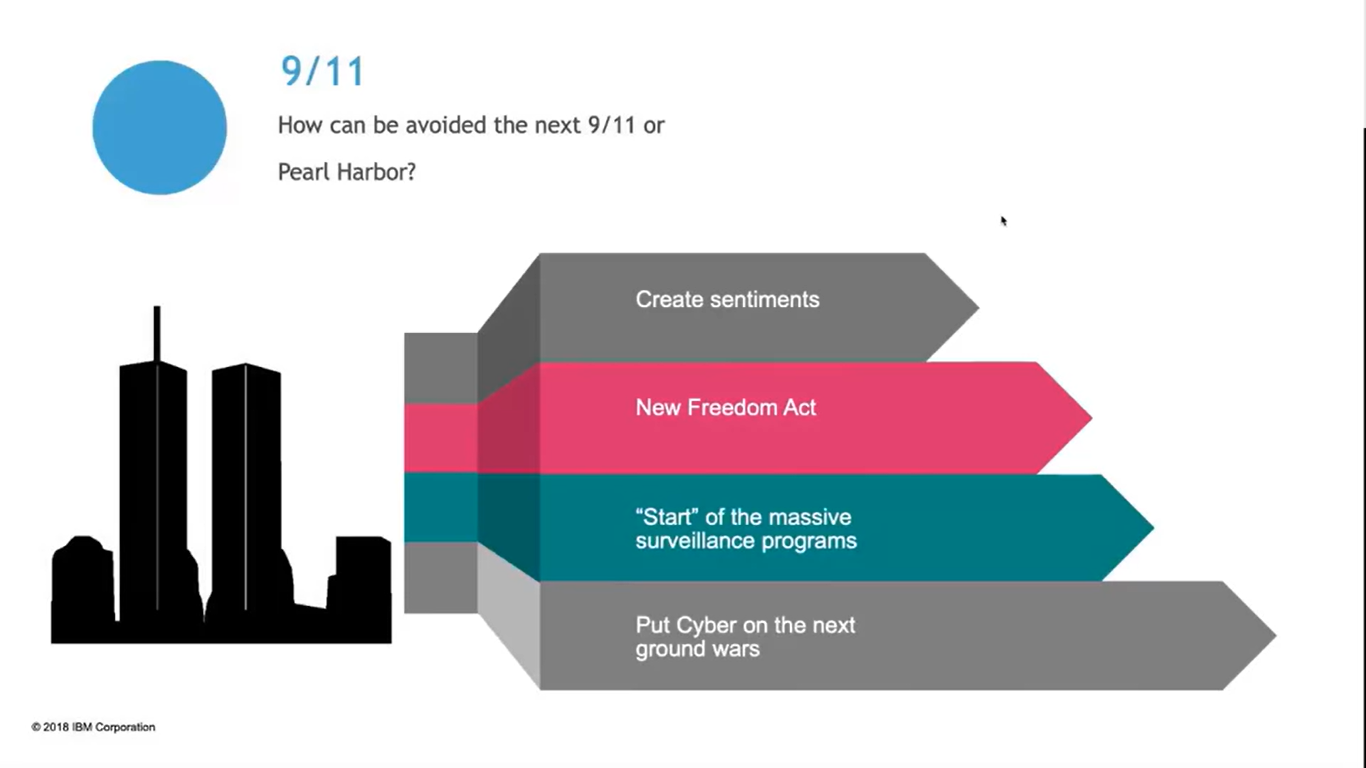 9/11
How can be avoided the next 9/11 or
Pearl Harbor?
Create sentiments
New Freedom Act
“Start” of the massive
surveillance programs
Put Cyber on the next
ground wars
© 2018 IBM Corporation